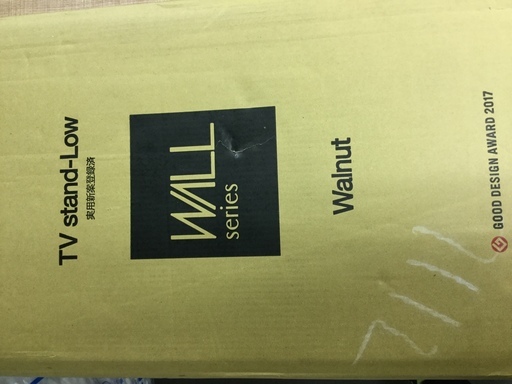 TV stand-Low
実用新案登録済
WALL
series
Walnut
GOOD DESIGN AWARD 2017